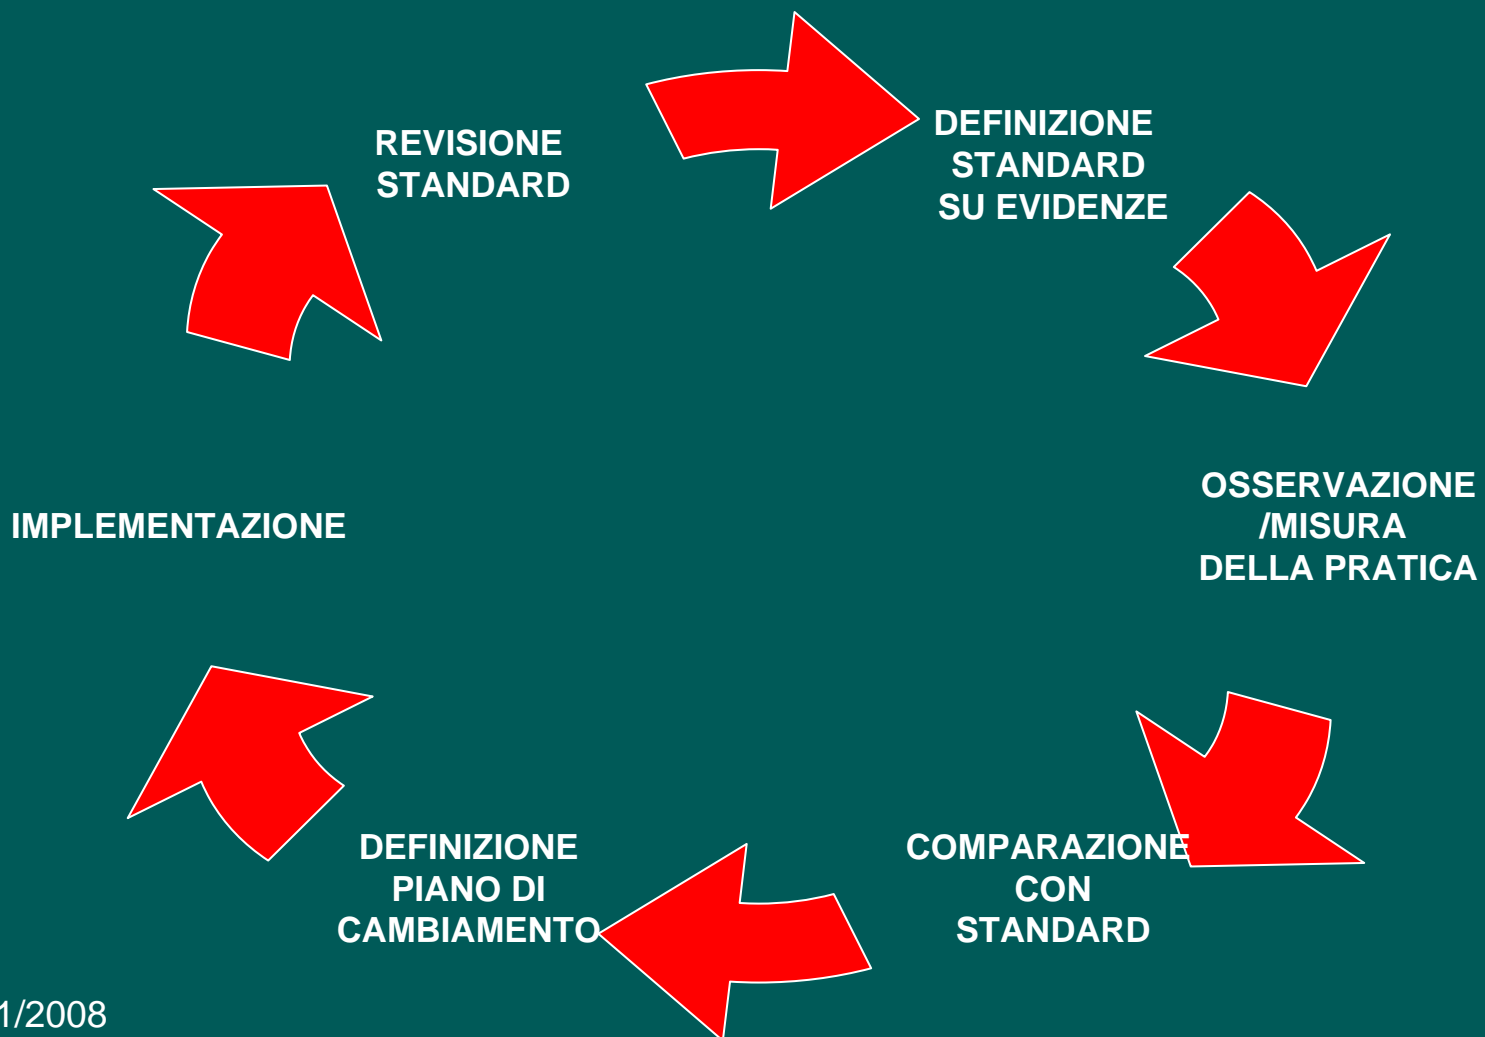 REVISIONE
STANDARD
DEFINIZIONE
STANDARD
SU EVIDENZE
OSSERVAZIONE
/MISURA
DELLA PRATICA
COMPARAZIONE
CON
STANDARD
DEFINIZIONE
PIANO DI
CAMBIAMENTO
IMPLEMENTAZIONE
1/2008